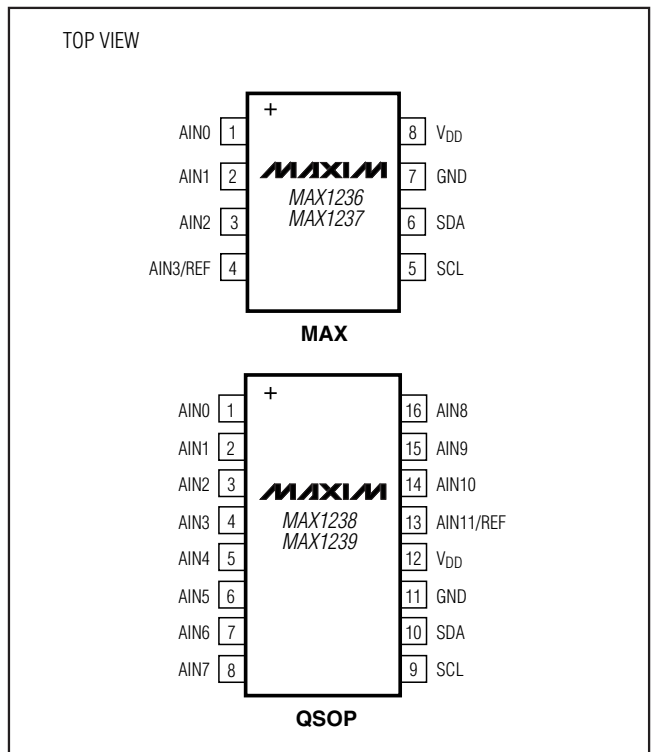 TOP VIEW
+
AIN0 1
8 VDD
AIN1 2
MAXIM
7 GND
MAX1236
MAX1237
AIN2 3
6 SDA
AIN3/REF 4
5 SCL
MAX
+
AIN0 1
16 AIN8
AIN1 2
15 AIN9
AIN2 3
MAXIM
14 AIN10
AIN3 4
MAX1238
13 AIN11/REF
MAX1239
AIN4 5
12 VDD
AIN5 6
11 GND
AIN6 7
10 SDA
AIN7 8
9 SCL
QSOP